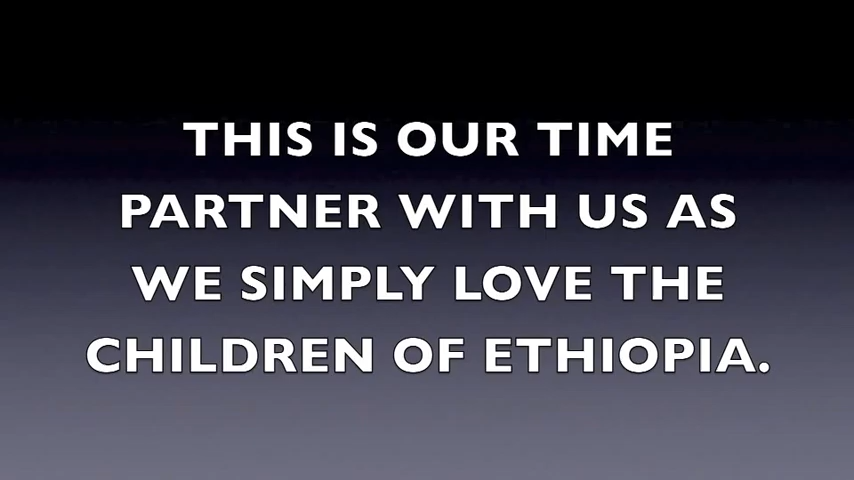 THIS IS OUR TIME
PARTNER WITH US AS
WE SIMPLY LOVE THE
CHILDREN OF ETHIOPIA.